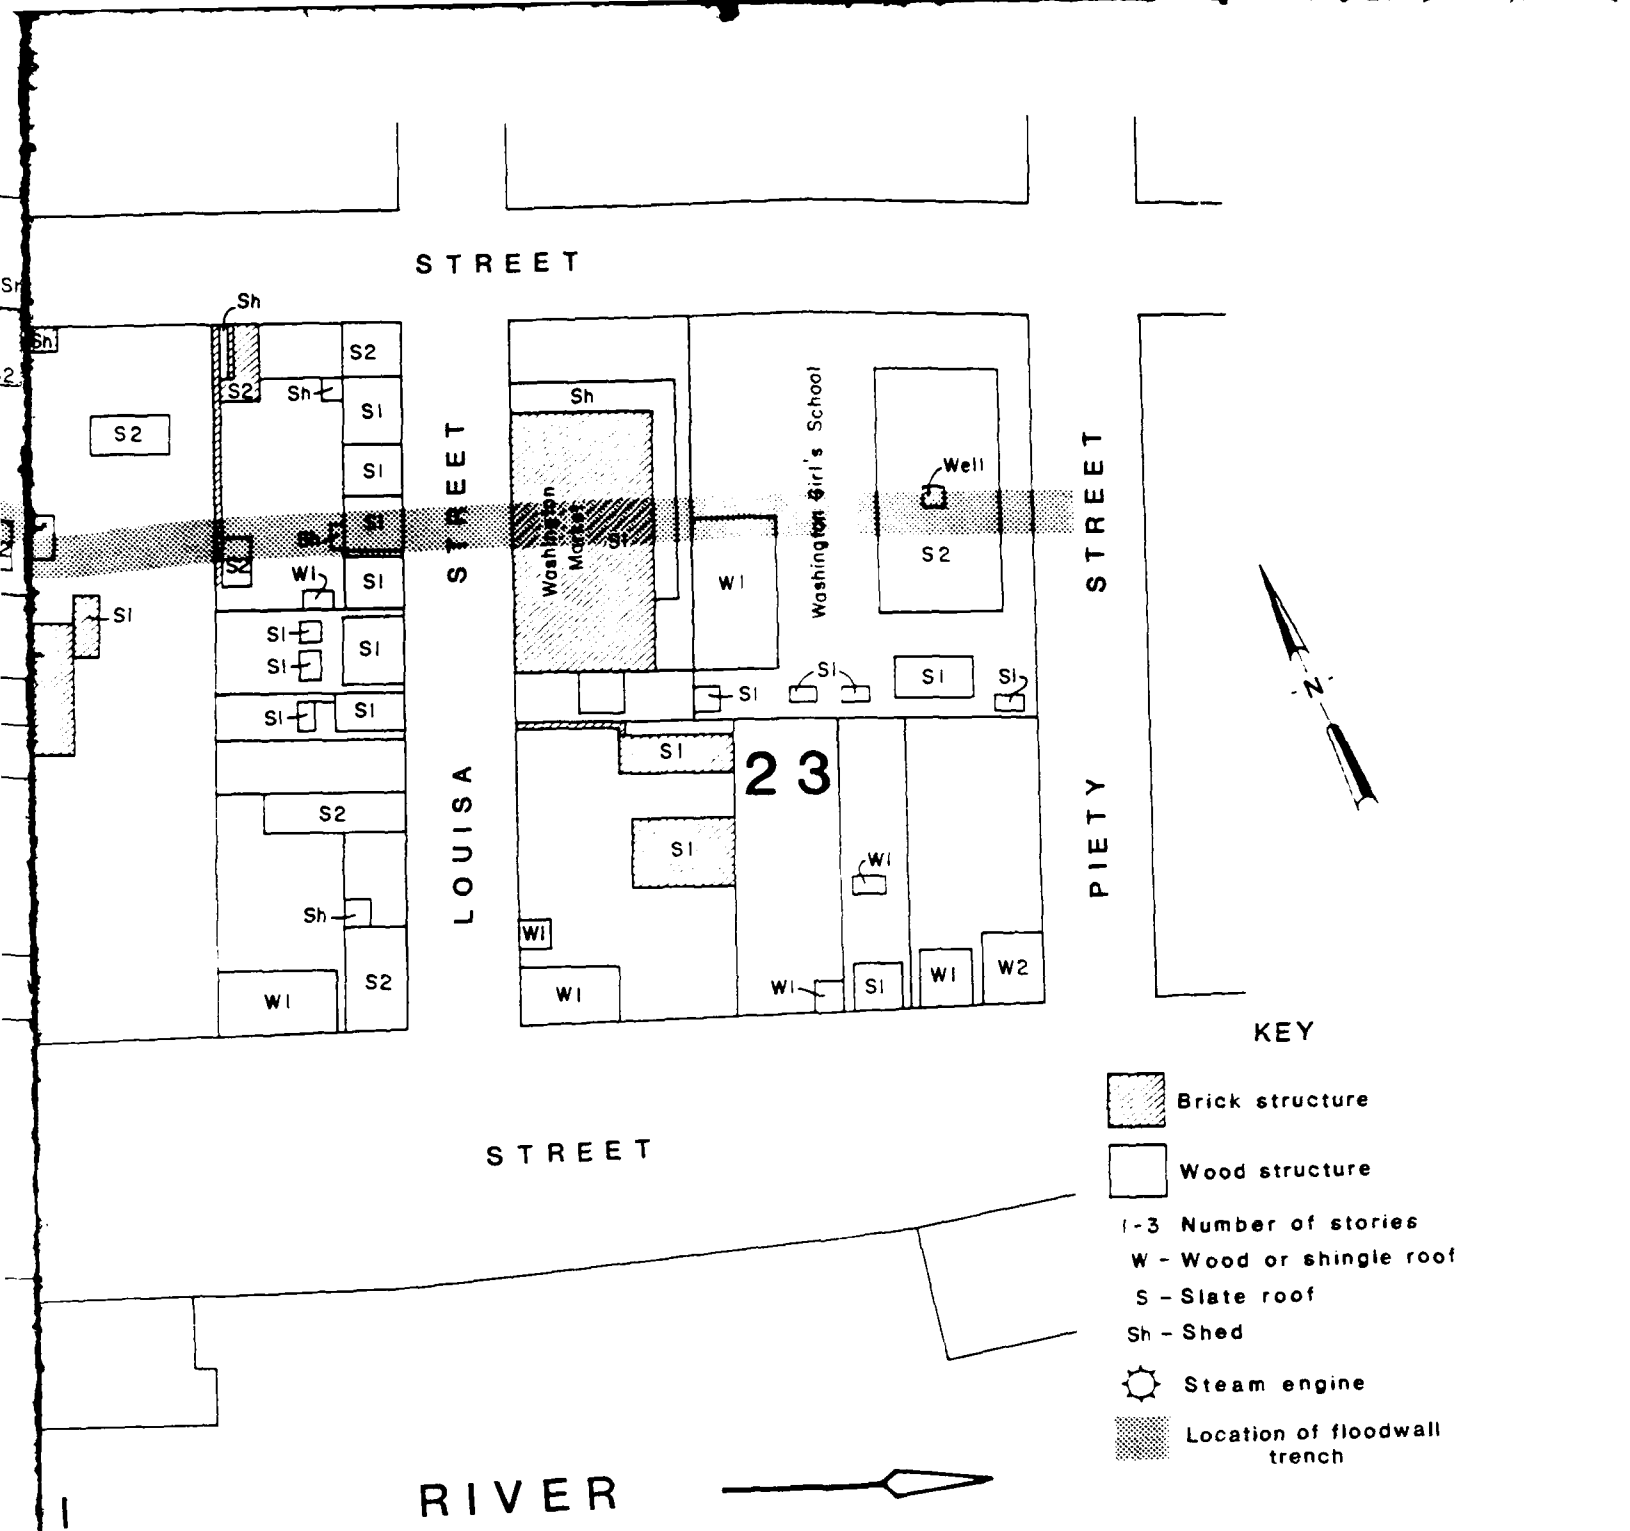 STREET
Sr
Sh
Sh
2
S2
S2
Sh
S1
Sh
S2
S1
STREET
Washington Girl's School
STREET
Well
Washington
Market
S1
Sh
S1
S2
S2
W1
S1
W1
S1
S1
S1
S1
S1
S1
S1
S1
S1
S1
S1
N
S1
23
S2
LOUISA
S1
W1
PIETY
Sh
W1
S2
W1
W1
W1
S1
W1
W2
KEY
Brick structure
STREET
Wood structure
1-3 Number of stories
W - Wood or shingle roof
S - Slate roof
Sh - Shed
Steam engine
Location of floodwall
trench
RIVER